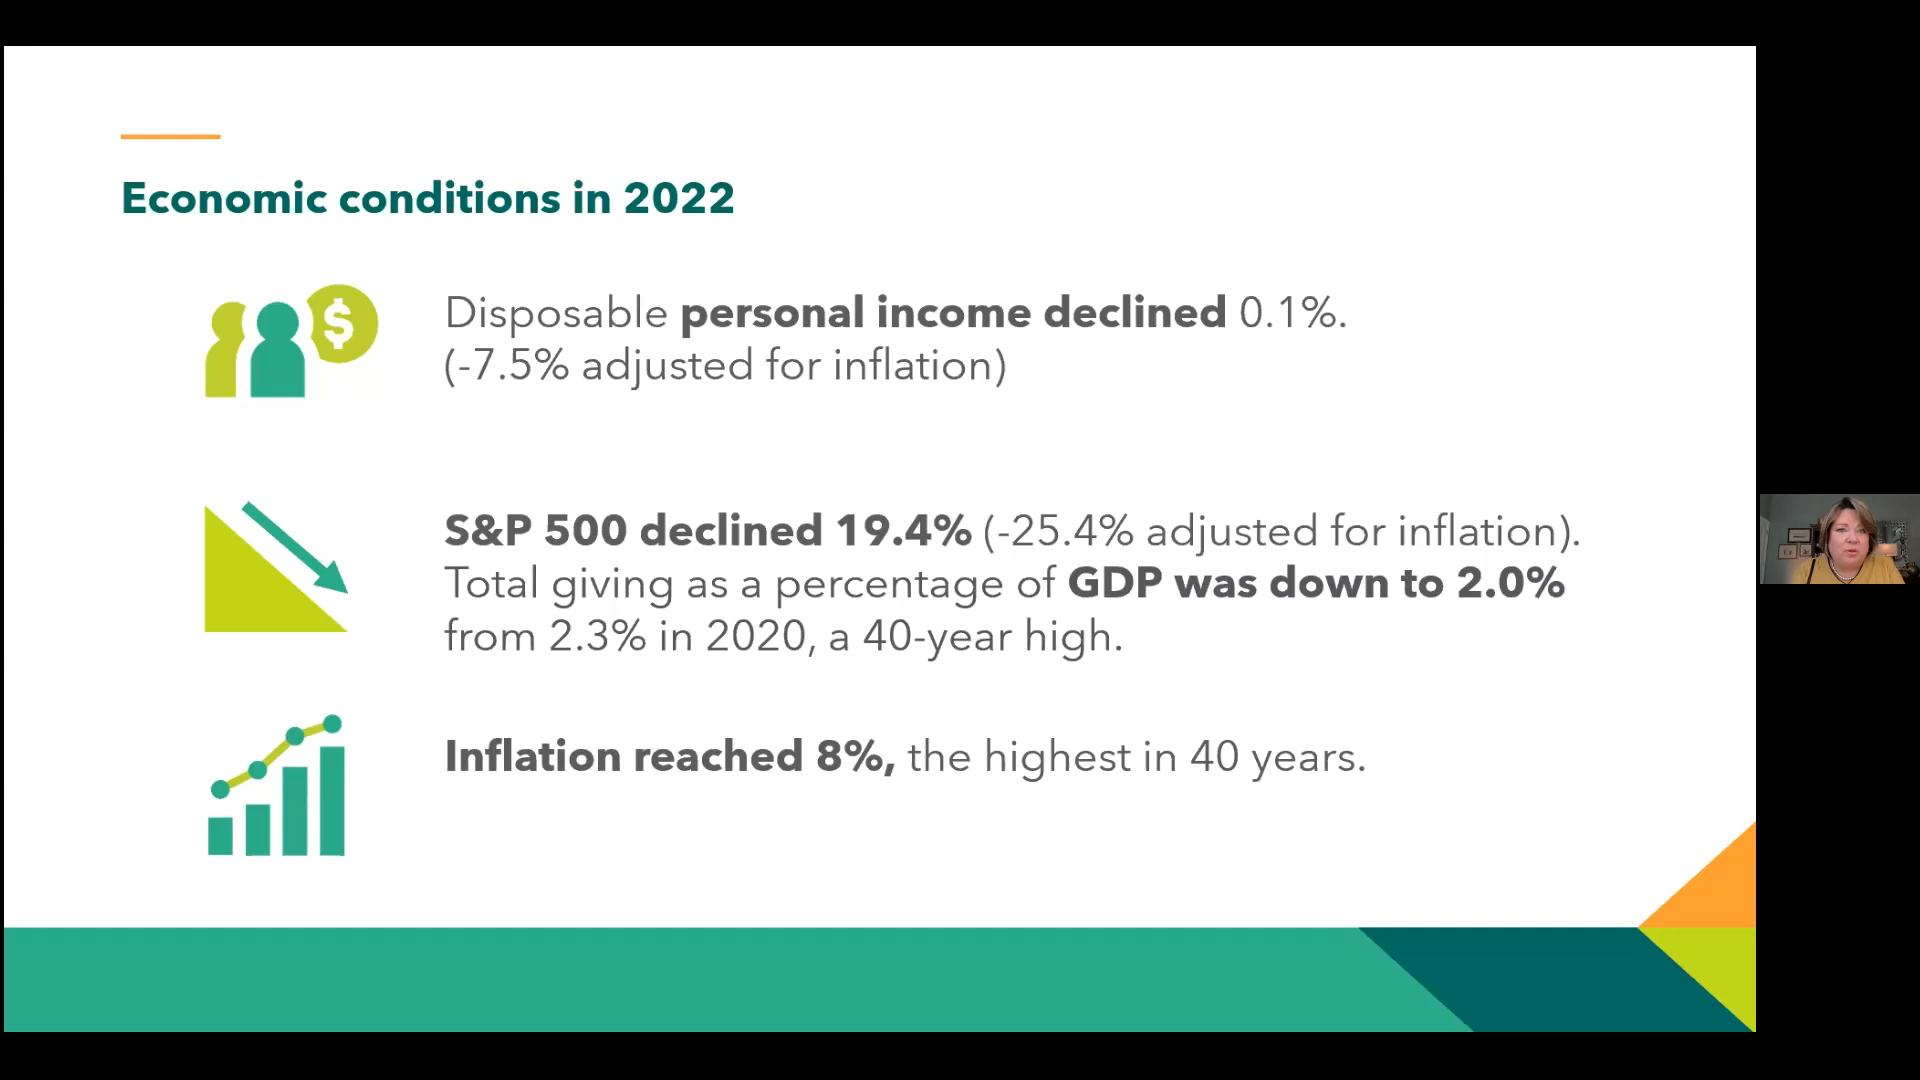 Economic conditions in 2022
$
Disposable personal income declined 0.1%.
(-7.5% adjusted for inflation)
S&P 500 declined 19.4% (-25.4% adjusted for inflation).
Total giving as a percentage of GDP was down to 2.0%
from 2.3% in 2020, a 40-year high.
Inflation reached 8%, the highest in 40 years.